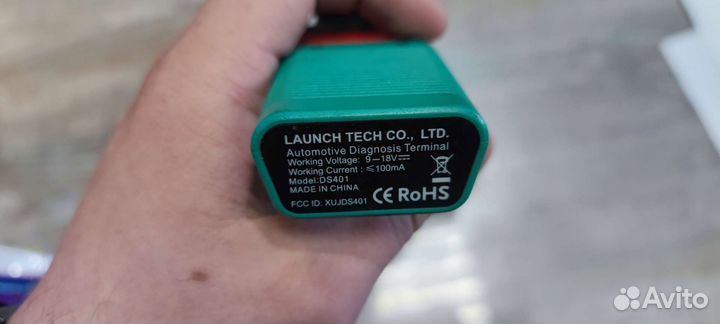 LAUNCH TECH CO., LTD.
Automotive Diagnosis Terminal
Working Voltage: 9—18V⎓
Working Current : ≤100mA
Model:DS401
MADE IN CHINA
FCC ID: XUJDS401
CE RoHS
Avito